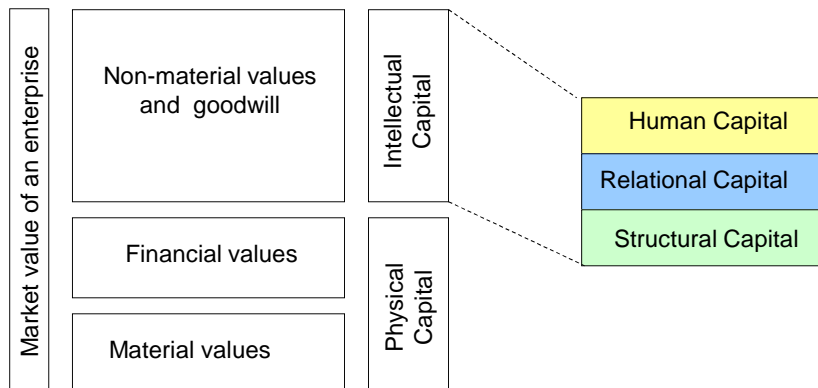 Market value of an enterprise
Non-material values
and goodwill
Intellectual
Capital
Financial values
Material values
Physical
Capital
Human Capital
Relational Capital
Structural Capital